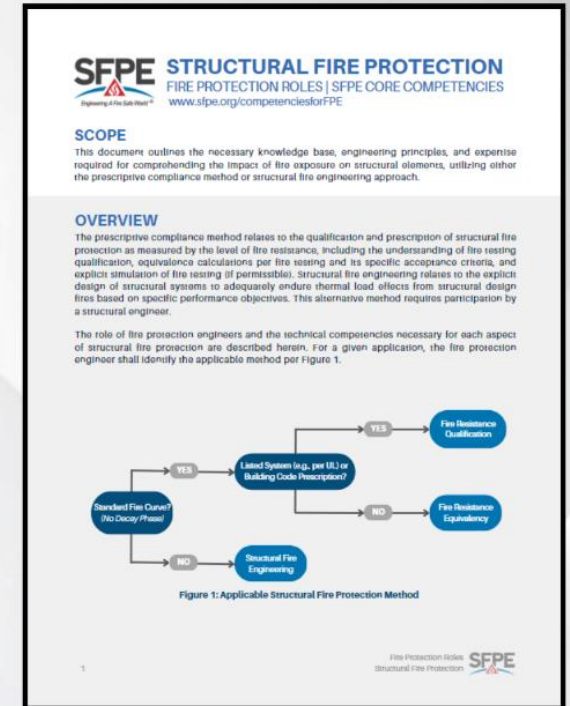 SFPE
Engineering A Fire Safe World®
STRUCTURAL FIRE PROTECTION
FIRE PROTECTION ROLES | SFPE CORE COMPETENCIES
www.sfpe.org/competenciesforFPE
SCOPE
This document outlines the necessary knowledge base, engineering principles, and expertise
required for comprehending the impact of fire exposure on structural elements, utilizing either
the prescriptive compliance method or structural fire engineering approach.
OVERVIEW
The prescriptive compliance method relates to the qualification and prescription of structural fire
protection as measured by the level of fire resistance, including the understanding of fire testing
qualification, equivalence calculations per fire testing and its specific acceptance criteria, and
explicit simulation of fire testing (if permissible). Structural fire engineering relates to the explicit
design of structural systems to adequately endure thermal load effects from structural design
fires based on specific performance objectives. This alternative method requires participation by
a structural engineer.
The role of fire protection engineers and the technical competencies necessary for each aspect
of structural fire protection are described herein. For a given application, the fire protection
engineer shall identify the applicable method per Figure 1.
YES
Fire Resistance
Qualification
YES
Listed System (e.g., per UL) or
Building Code Prescription?
Standard Fire Curve?
(No Decay Phase)
NO
Fire Resistance
Equivalency
NO
Structural Fire
Engineering
Figure 1: Applicable Structural Fire Protection Method
1
Fire Protection Roles
Structural Fire Protection
SFPE